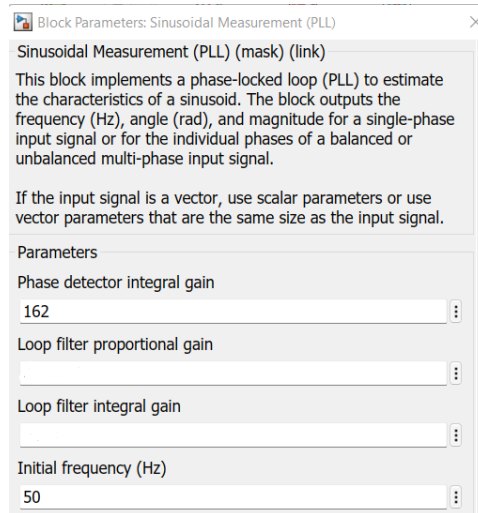 Block Parameters: Sinusoidal Measurement (PLL)
Sinusoidal Measurement (PLL) (mask) (link)
This block implements a phase-locked loop (PLL) to estimate
the characteristics of a sinusoid. The block outputs the
frequency (Hz), angle (rad), and magnitude for a single-phase
input signal or for the individual phases of a balanced or
unbalanced multi-phase input signal.
If the input signal is a vector, use scalar parameters or use
vector parameters that are the same size as the input signal.
Parameters
Phase detector integral gain
162
Loop filter proportional gain
Loop filter integral gain
Initial frequency (Hz)
50